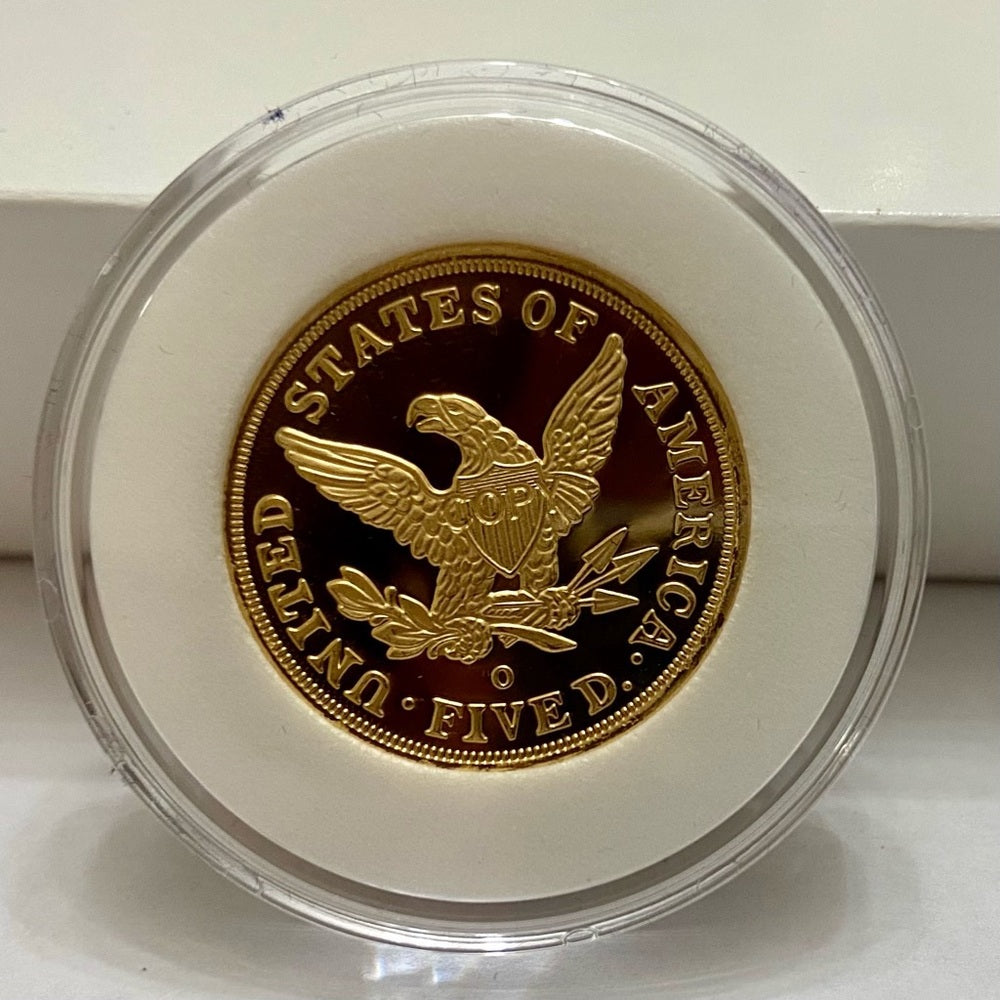 UNITED STATES OF AMERICA.
COPY
O
· FIVE D. ·